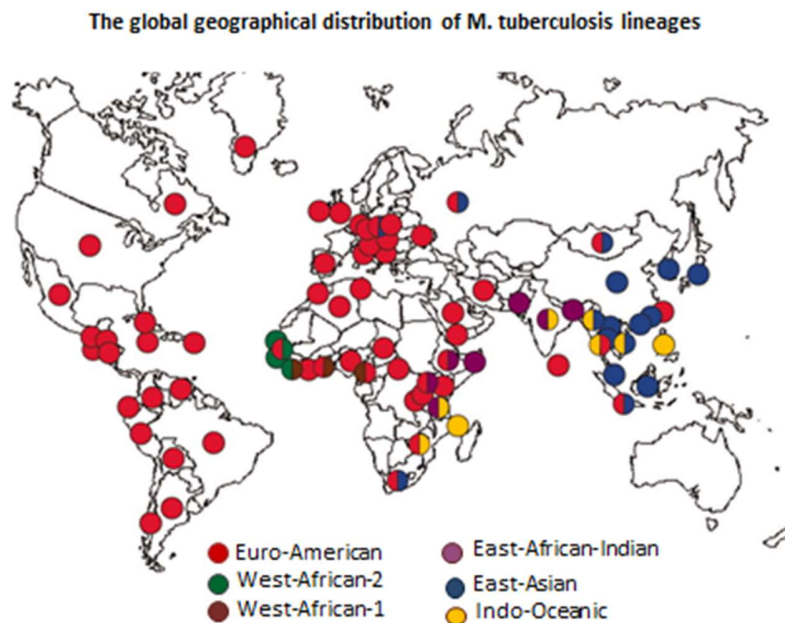 The global geographical distribution of M. tuberculosis lineages
Euro-American
West-African-2
West-African-1
East-African-Indian
East-Asian
Indo-Oceanic